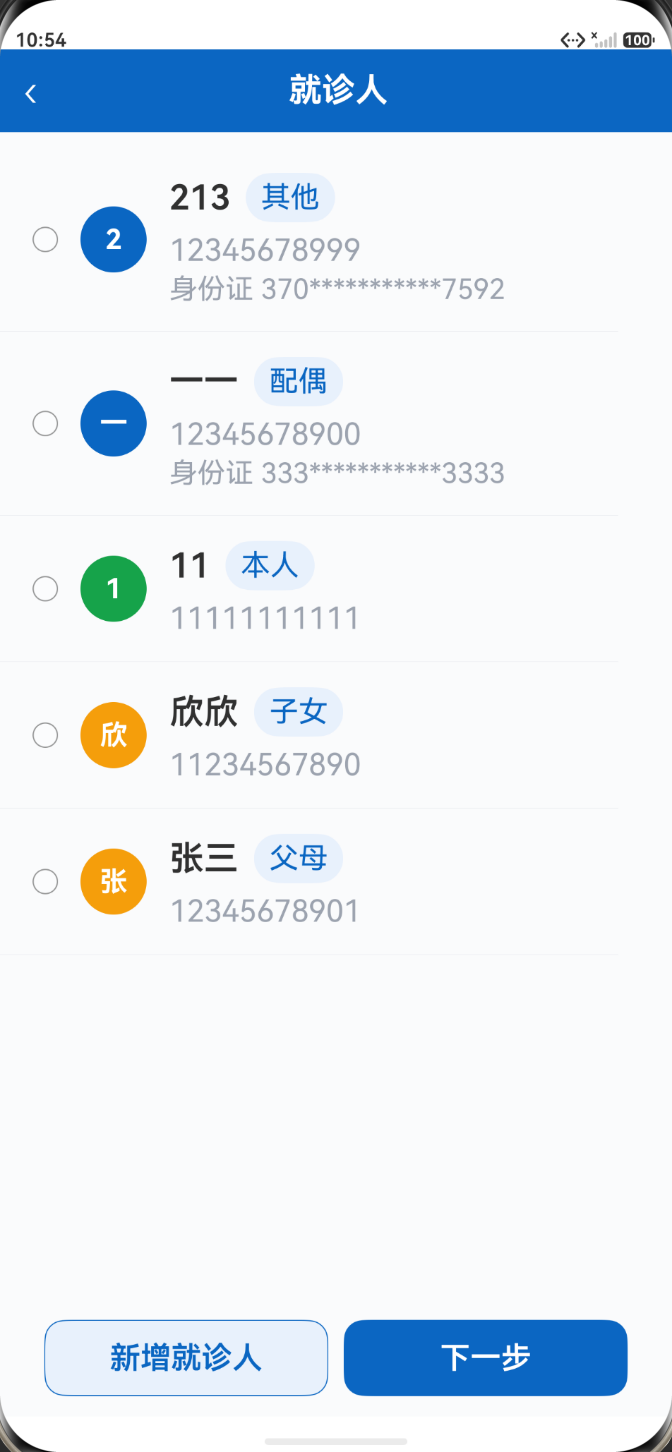 10:54
100
就诊人
2
213 其他
12345678999
身份证 370***********7592
一
一一 配偶
12345678900
身份证 333***********3333
1
11 本人
11111111111
欣
欣欣 子女
11234567890
张
张三 父母
12345678901
新增就诊人 下一步